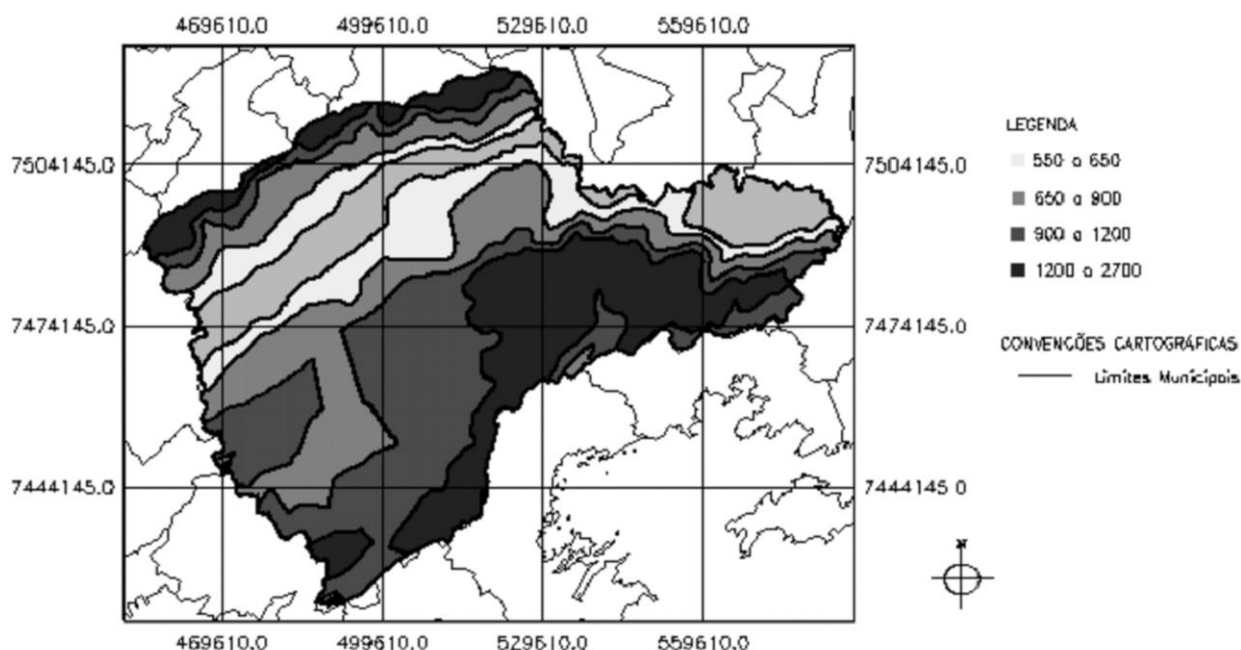 469610.0 499610.0 529610.0 559610.0
7504145.0
7504145.0
7474145.0
7474145.0
7444145.0
7444145.0
469610.0 499610.0 529610.0 559610.0
LEGENDA
550 a 650
650 a 900
900 a 1200
1200 a 2700
CONVENÇÕES CARTOGRÁFICAS
Limites Municipais
N